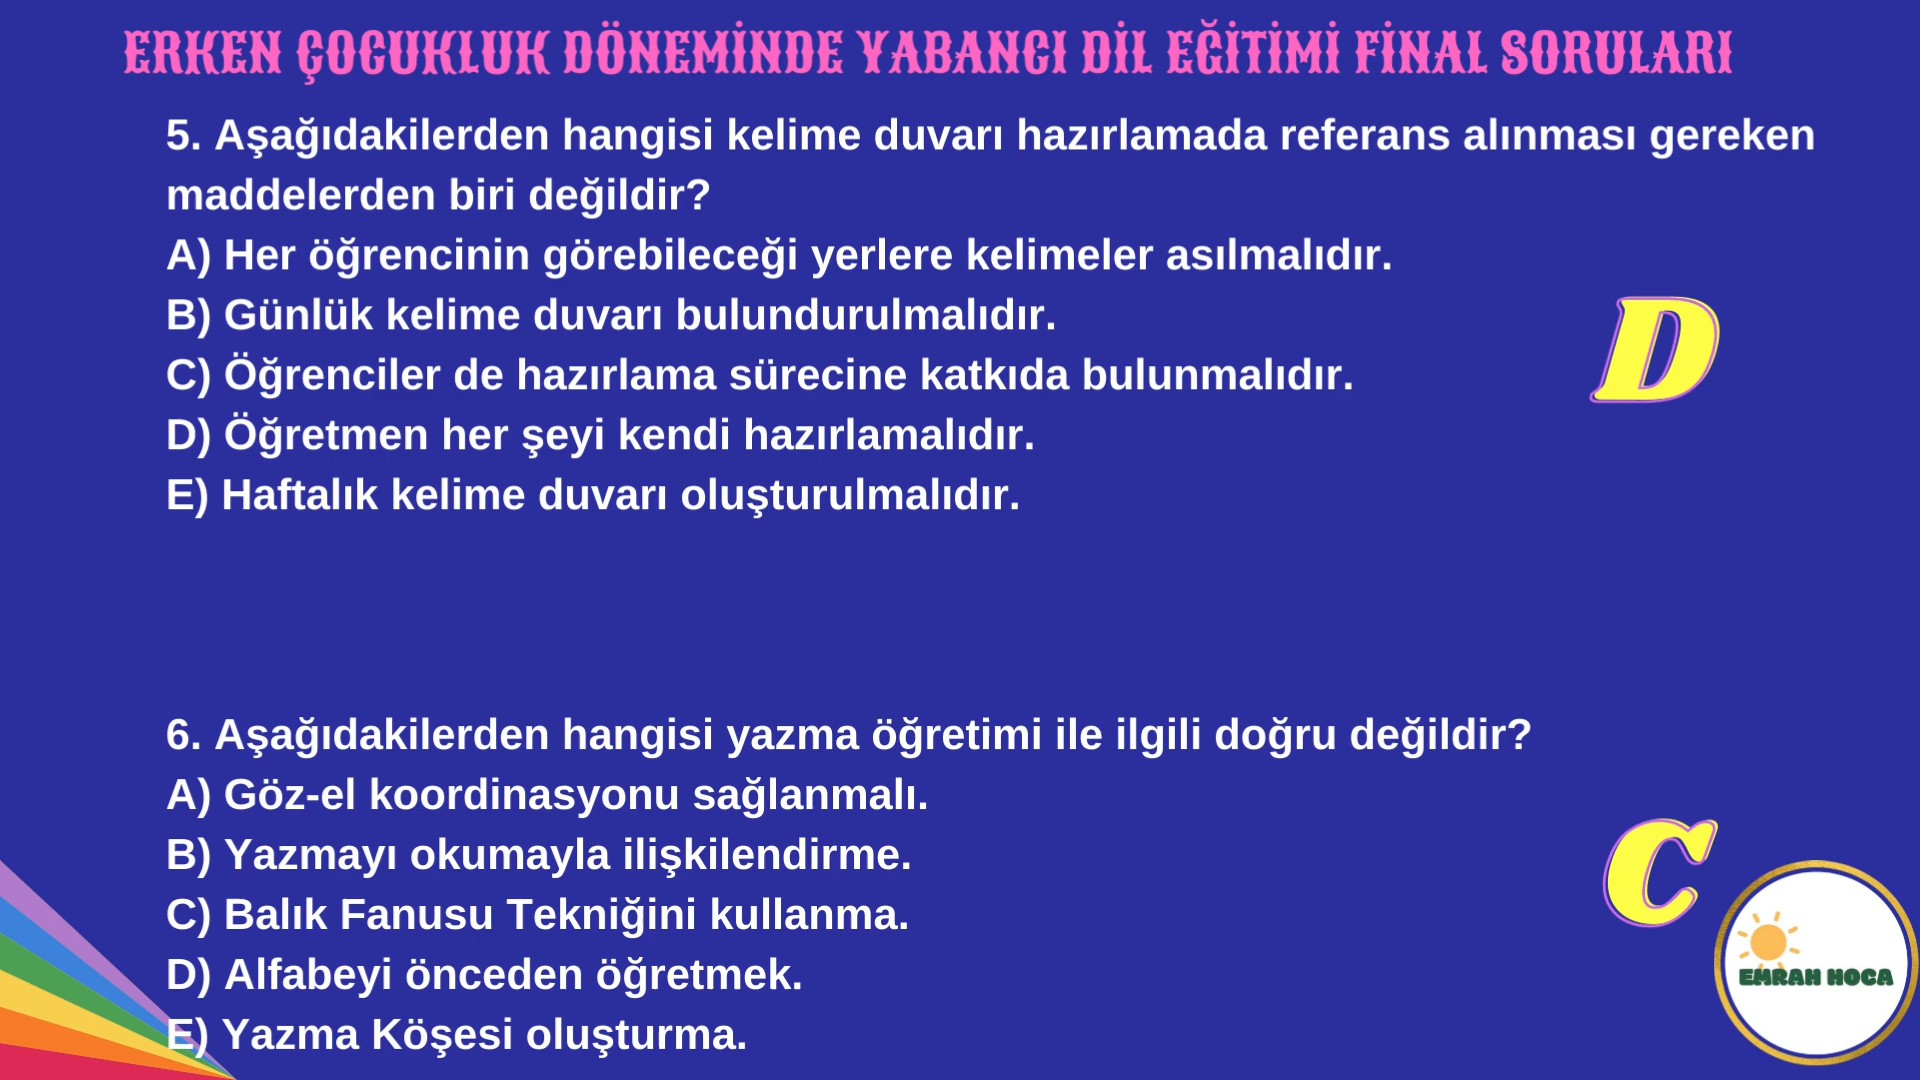 ERKEN ÇOCUKLUK DÖNEMİNDE YABANCI DİL EĞİTİMİ FİNAL SORULARI
5. Aşağıdakilerden hangisi kelime duvarı hazırlamada referans alınması gereken
maddelerden biri değildir?
A) Her öğrencinin görebileceği yerlere kelimeler asılmalıdır.
B) Günlük kelime duvarı bulundurulmalıdır.
C) Öğrenciler de hazırlama sürecine katkıda bulunmalıdır.
D) Öğretmen her şeyi kendi hazırlamalıdır.
E) Haftalık kelime duvarı oluşturulmalıdır.
D
6. Aşağıdakilerden hangisi yazma öğretimi ile ilgili doğru değildir?
A) Göz-el koordinasyonu sağlanmalı.
B) Yazmayı okumayla ilişkilendirme.
C) Balık Fanusu Tekniğini kullanma.
D) Alfabeyi önceden öğretmek.
E) Yazma Köşesi oluşturma.
C
EMRAH HOCA